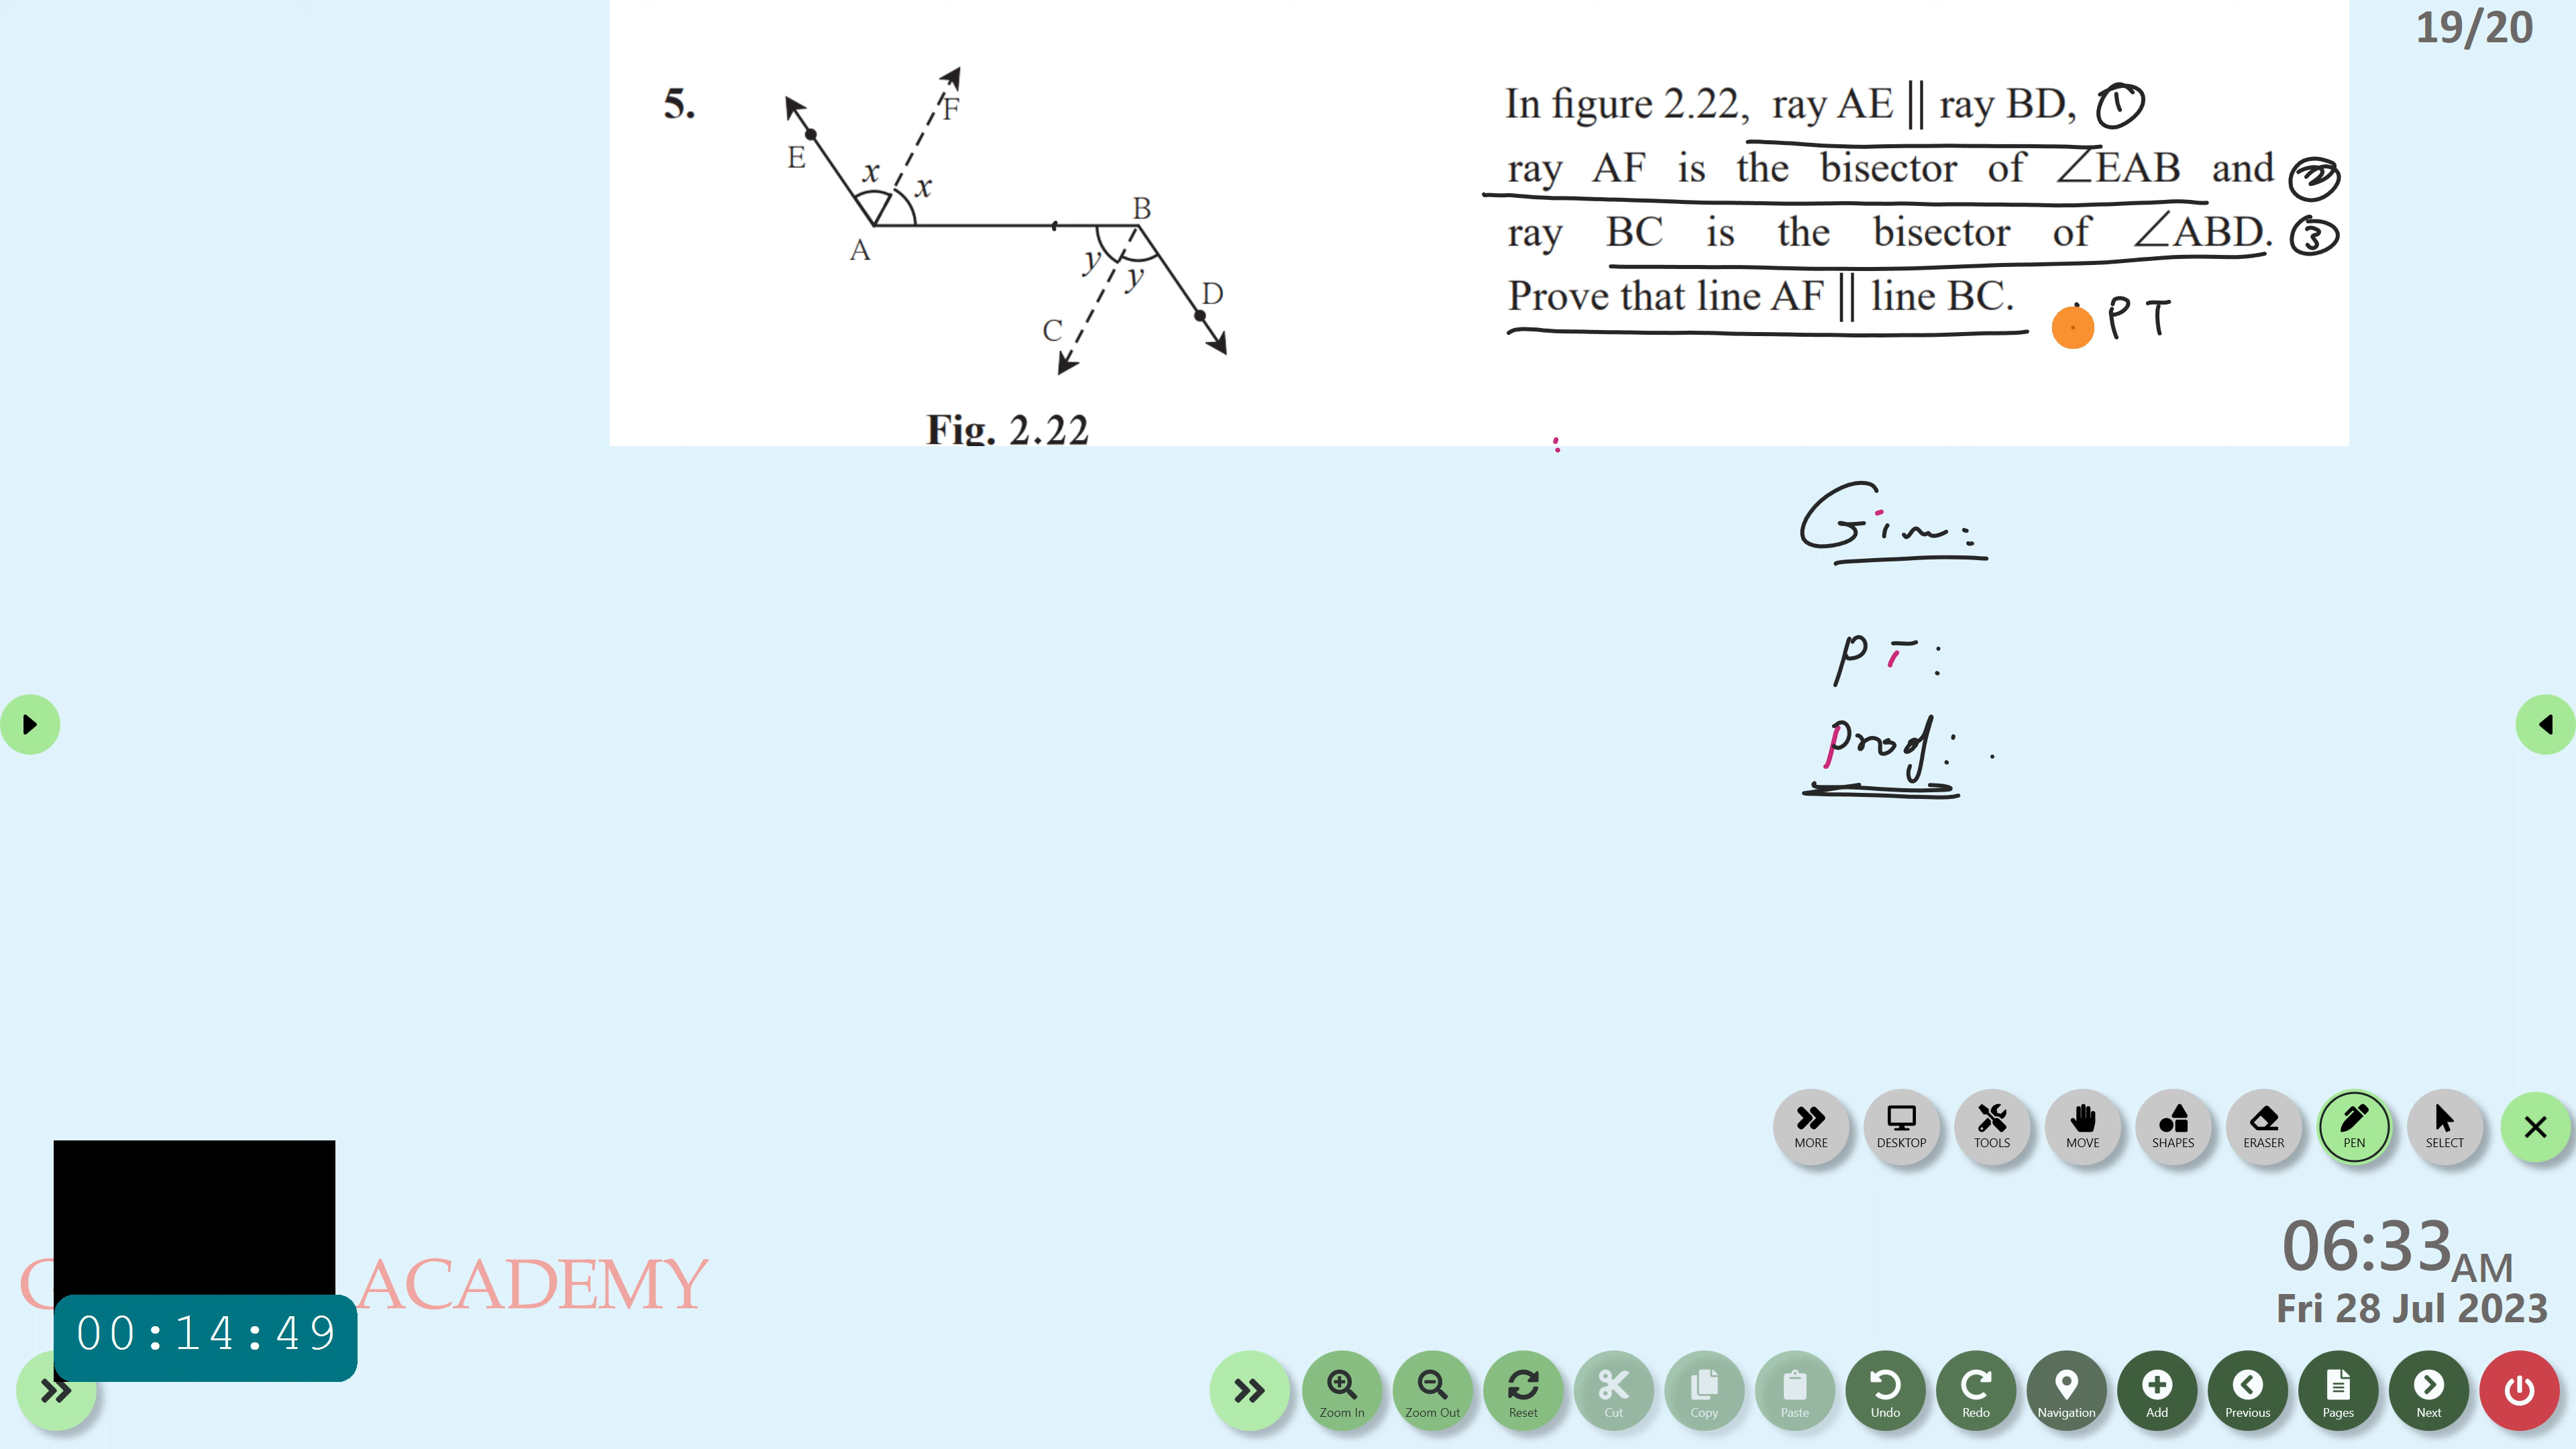 19/20
5.
F
E
x
x
A
B
y
y
D
C
Fig. 2.22
In figure 2.22, ray AE || ray BD, ①
ray AF is the bisector of ∠EAB and
ray BC is the bisector of ∠ABD. ③
Prove that line AF || line BC.
PT
PT:
Proof:
ACADEMY
00:14:49
MORE
DESKTOP
TOOLS
MOVE
SHAPES
ERASER
PEN
SELECT
06:33 AM
Fri 28 Jul 2023
Zoom In
Zoom Out
Reset
Cut
Copy
Paste
Undo
Redo
Navigation
Add
Previous
Pages
Next